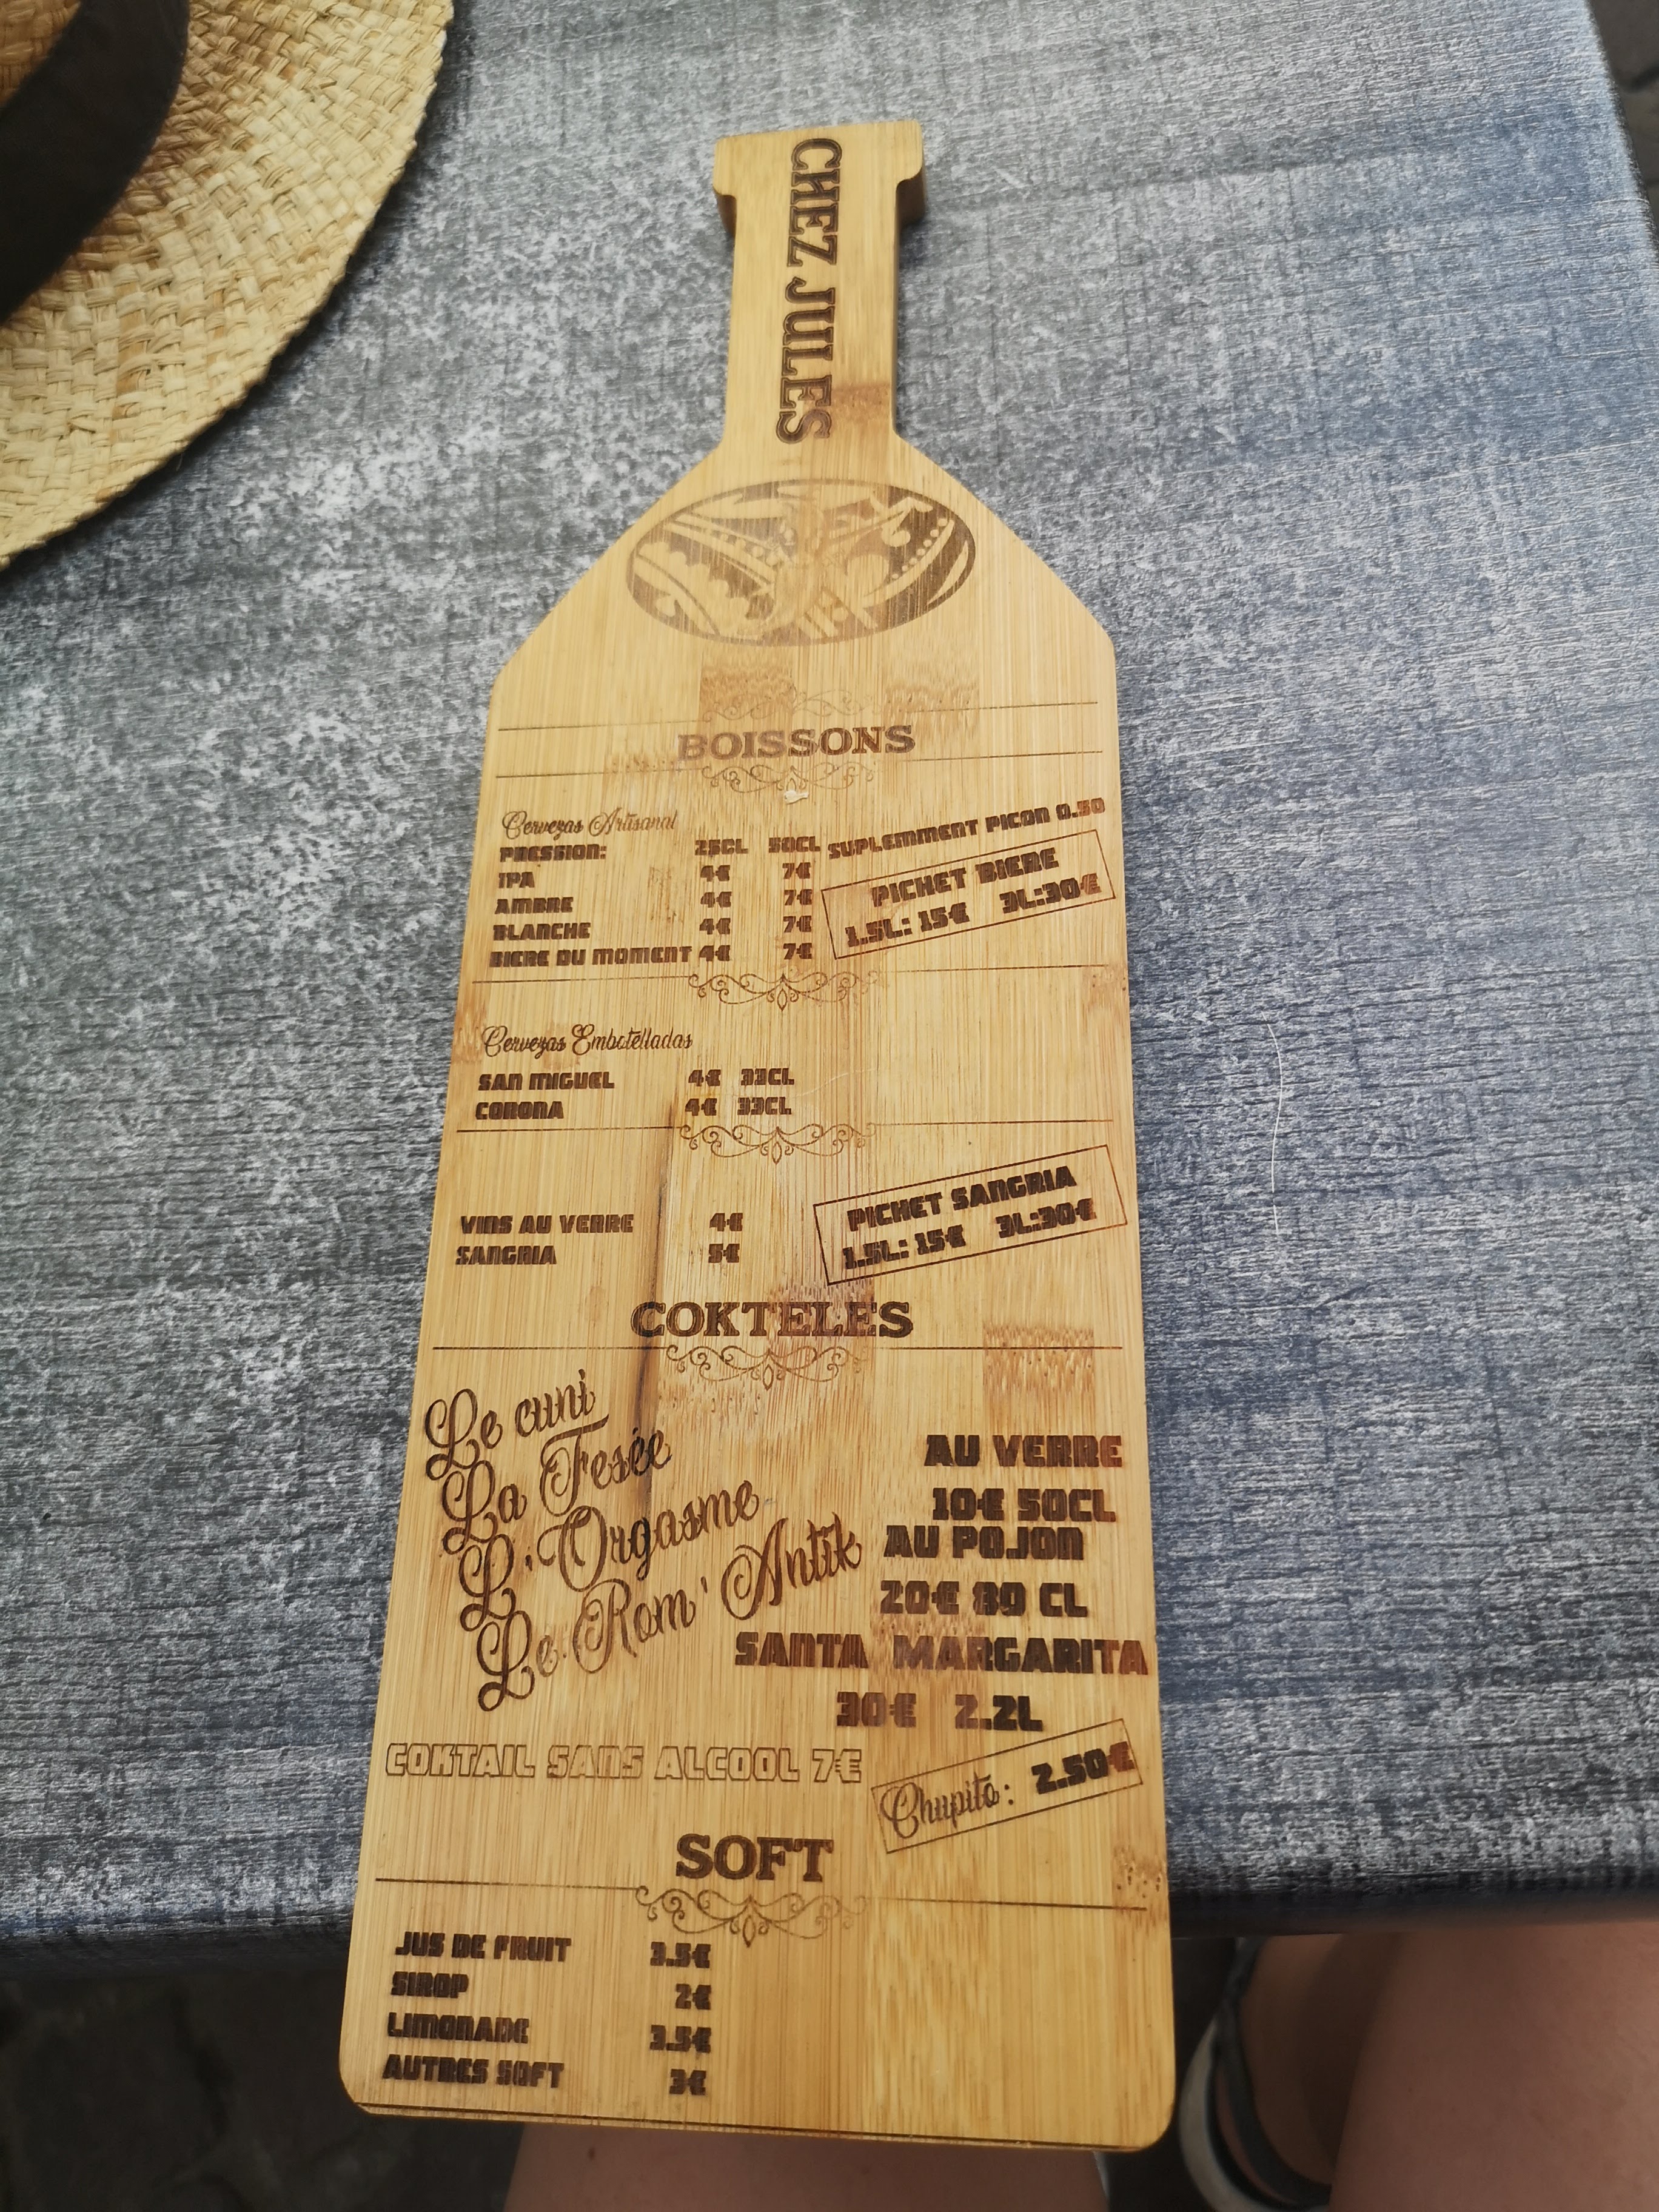 CHEZ JULES
BOISSONS
Cervezas Artisanal
PRESSION: 25CL 50CL SUPLEMMENT PICON 0.50
IPA 4€ 7€
AMBRE 4€ 7€
BLANCHE 4€ 7€
BIERE DU MOMENT 4€ 7€
PICHET BIERE
1.5L: 15€ 3L:30€
Cervezas Embotelladas
SAN MIGUEL 4€ 33CL
CORONA 4€ 33CL
VINS AU VERRE 4€
SANGRIA 5€
PICHET SANGRIA
1.5L: 15€ 3L:30€
COKTELES
Le cuni
La Fesée
L'Orgasme
Le Rom' Antik
AU VERRE
10€ 50CL
AU POJON
20€ 80 CL
SANTA MARGARITA
30€ 2.2L
COKTAIL SANS ALCOOL 7€
Chupito: 2.50€
SOFT
JUS DE FRUIT 3.5€
SIROP 2€
LIMONADE 3.5€
AUTRES SOFT 3€